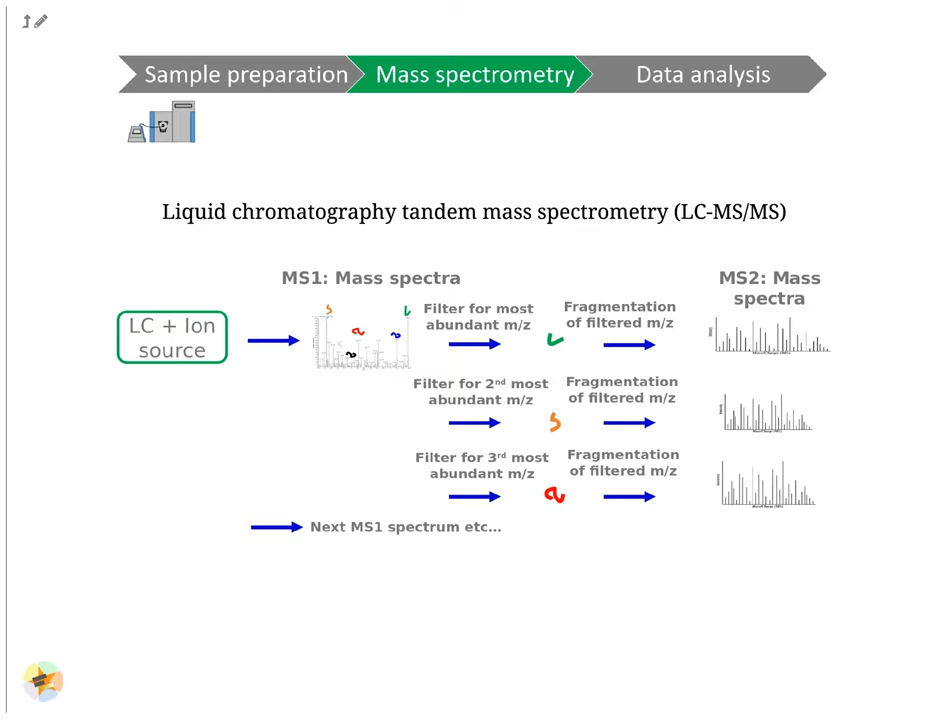 Sample preparation
Mass spectrometry
Data analysis
Liquid chromatography tandem mass spectrometry (LC-MS/MS)
MS1: Mass spectra
MS2: Mass
spectra
LC + Ion
source
Filter for most
abundant m/z
Fragmentation
of filtered m/z
Filter for 2nd most
abundant m/z
Fragmentation
of filtered m/z
Filter for 3rd most
abundant m/z
Fragmentation
of filtered m/z
Next MS1 spectrum etc...